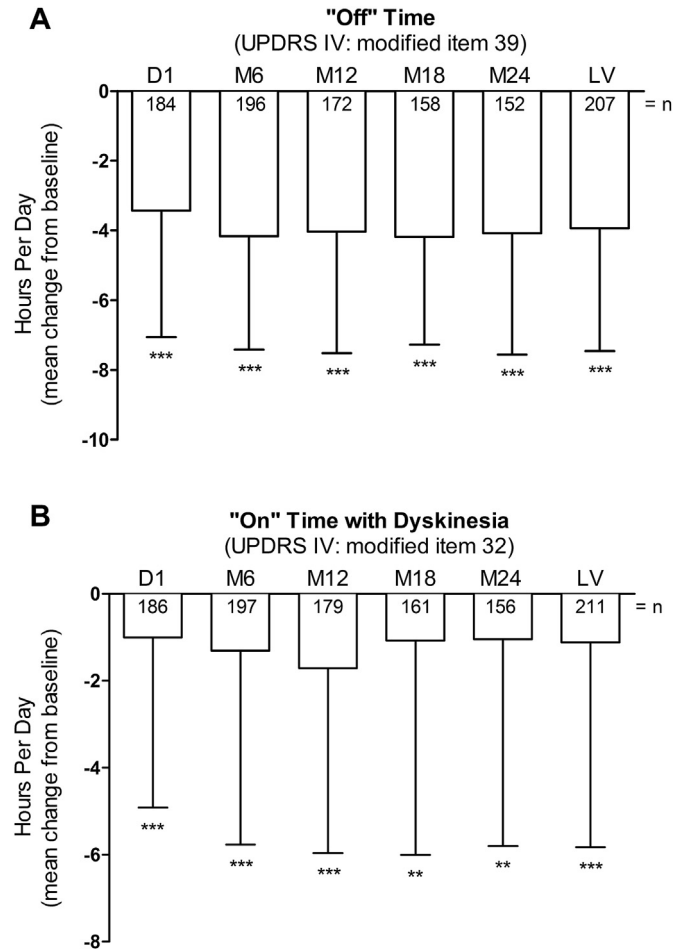 A
"Off" Time
(UPDRS IV: modified item 39)
D1 M6 M12 M18 M24 LV
0 184 196 172 158 152 207 = n
-2
-4
-6
-8
-10
*** *** *** *** *** ***
Hours Per Day
(mean change from baseline)
B
"On" Time with Dyskinesia
(UPDRS IV: modified item 32)
D1 M6 M12 M18 M24 LV
0 186 197 179 161 156 211 = n
-2
-4
-6
-8
*** *** *** ** ** ***
Hours Per Day
(mean change from baseline)